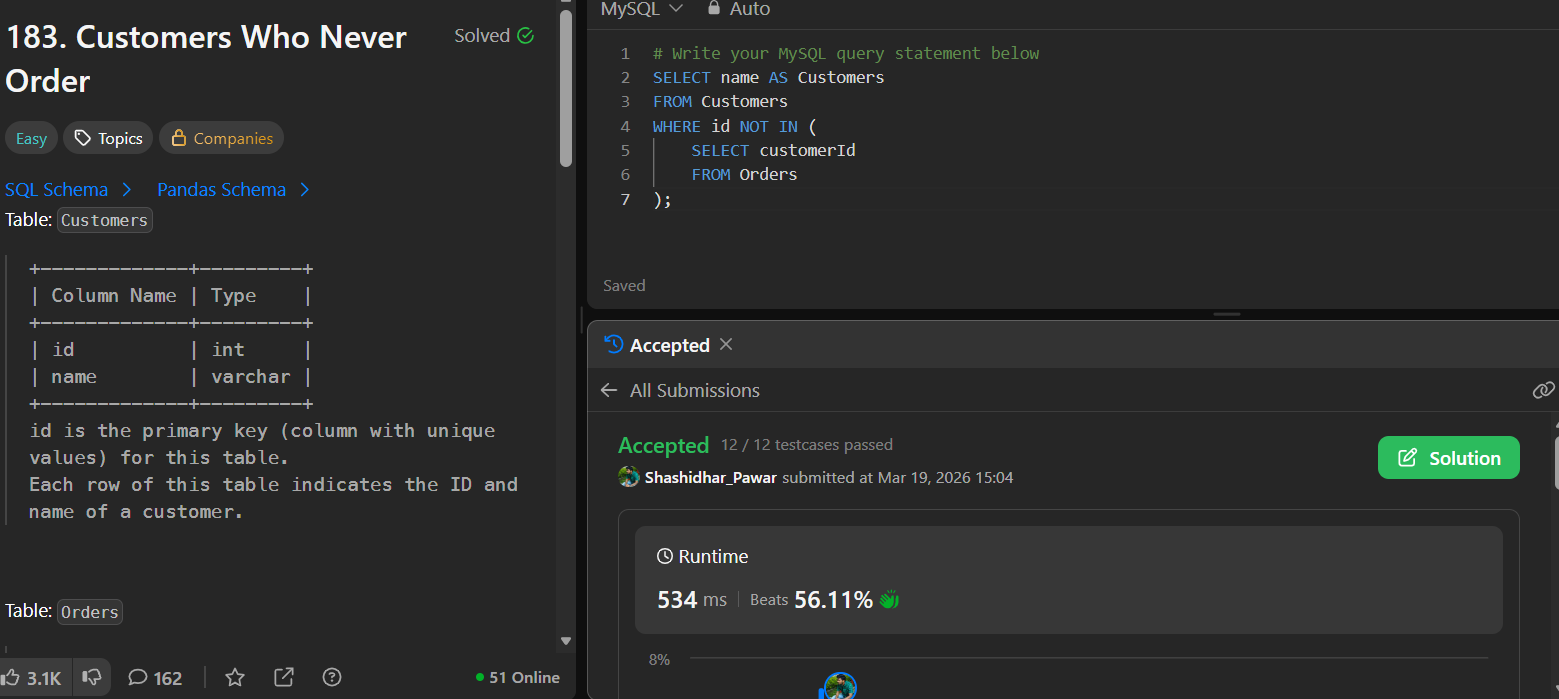 183. Customers Who Never
Order
Solved
Easy
Topics
Companies
SQL Schema
Pandas Schema
Table: Customers
+--------------+---------+
| Column Name | Type    |
+--------------+---------+
| id          | int     |
| name        | varchar |
+--------------+---------+
id is the primary key (column with unique
values) for this table.
Each row of this table indicates the ID and
name of a customer.
Table: Orders
3.1K
162
51 Online
MySQL
Auto
1 # Write your MySQL query statement below
2 SELECT name AS Customers
3 FROM Customers
4 WHERE id NOT IN (
5     SELECT customerId
6     FROM Orders
7 );
Saved
Accepted
All Submissions
Accepted 12 / 12 testcases passed
Shashidhar_Pawar submitted at Mar 19, 2026 15:04
Solution
Runtime
534 ms | Beats 56.11%
8%